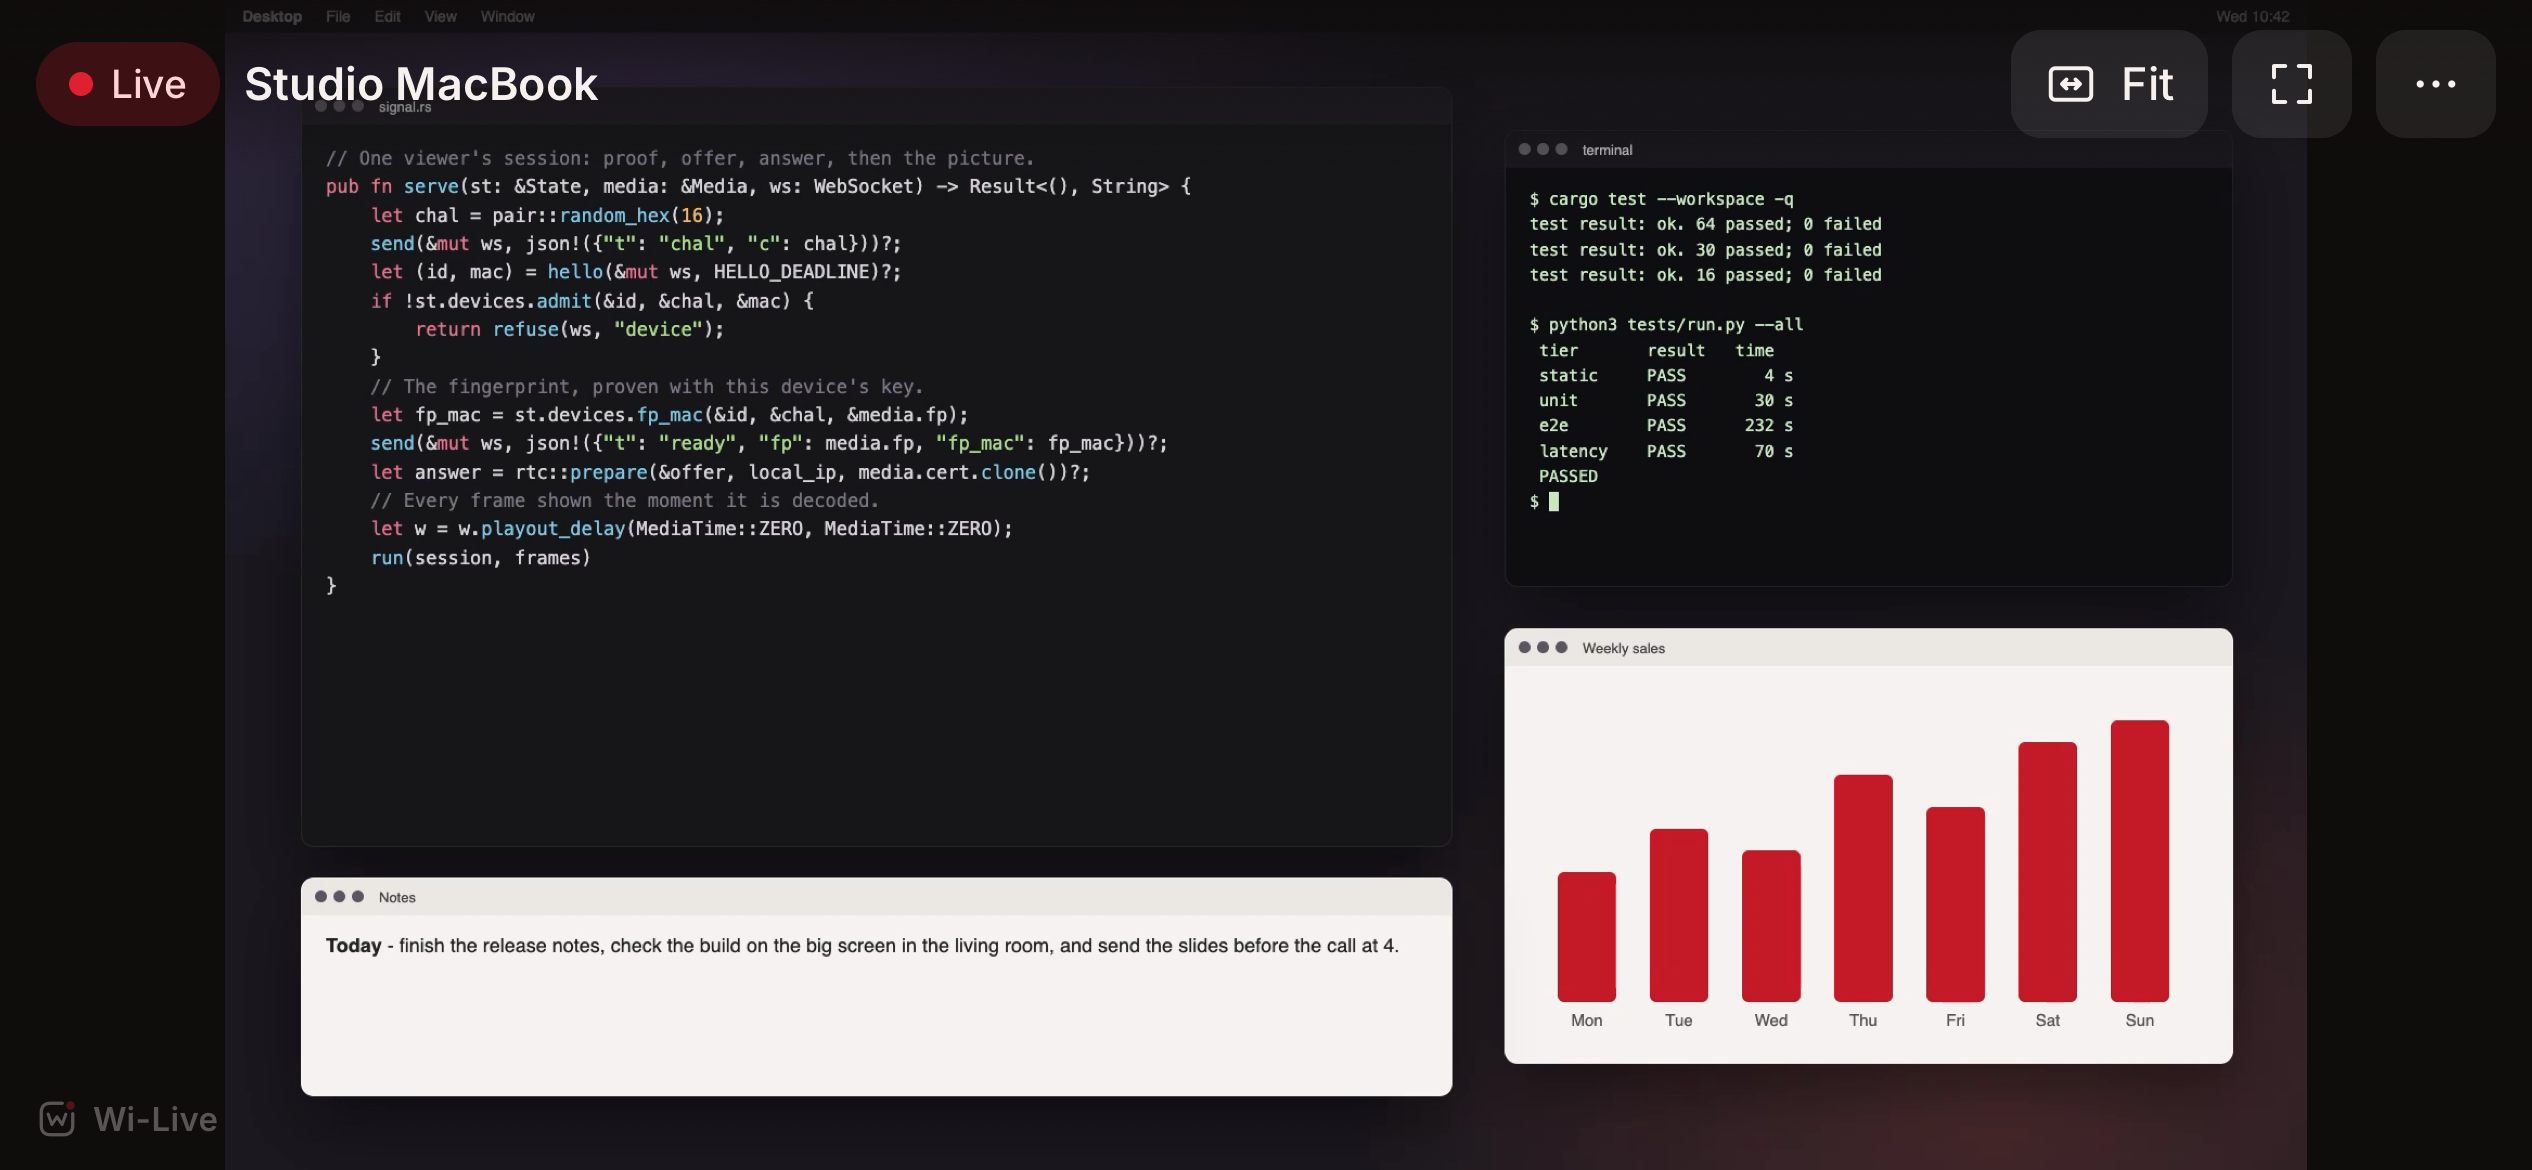 Desktop File Edit View Window Wed 10:42
Live Studio MacBook Fit
signal.rs
// One viewer's session: proof, offer, answer, then the picture.
pub fn serve(st: &State, media: &Media, ws: WebSocket) -> Result<(), String> {
    let chal = pair::random_hex(16);
    send(&mut ws, json!({"t": "chal", "c": chal}))?;
    let (id, mac) = hello(&mut ws, HELLO_DEADLINE)?;
    if !st.devices.admit(&id, &chal, &mac) {
        return refuse(ws, "device");
    }
    // The fingerprint, proven with this device's key.
    let fp_mac = st.devices.fp_mac(&id, &chal, &media.fp);
    send(&mut ws, json!({"t": "ready", "fp": media.fp, "fp_mac": fp_mac}))?;
    let answer = rtc::prepare(&offer, local_ip, media.cert.clone())?;
    // Every frame shown the moment it is decoded.
    let w = w.playout_delay(MediaTime::ZERO, MediaTime::ZERO);
    run(session, frames)
}
terminal
$ cargo test --workspace -q
test result: ok. 64 passed; 0 failed
test result: ok. 30 passed; 0 failed
test result: ok. 16 passed; 0 failed
$ python3 tests/run.py --all
tier result time
static PASS 4 s
unit PASS 30 s
e2e PASS 232 s
latency PASS 70 s
PASSED
$
Weekly sales
Mon Tue Wed Thu Fri Sat Sun
Notes
Today - finish the release notes, check the build on the big screen in the living room, and send the slides before the call at 4.
Wi-Live